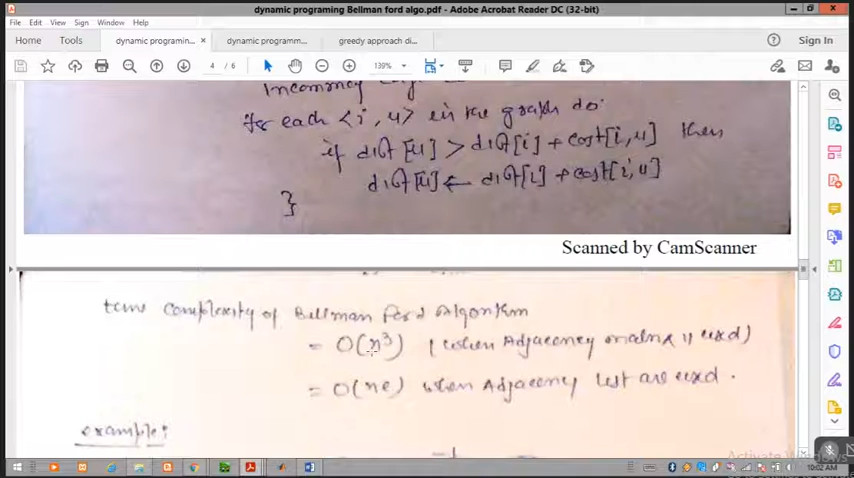 dynamic programing Bellman ford algo.pdf - Adobe Acrobat Reader DC (32-bit)
File Edit View Sign Window Help
Home Tools dynamic programin... × dynamic programm... greedy approach di... Sign In
4 / 6 139%
for each <i, u> in the graph do
if dist[u] > dist[i] + cost[i, u] then
dist[u] ← dist[i] + cost[i, u]
}
Scanned by CamScanner
time complexity of Bellman Ford Algorithm
= O(n³) (when Adjacency matrix is used)
= O(ne) when Adjacency list are used.
example:
Activate Windows
10:02 AM